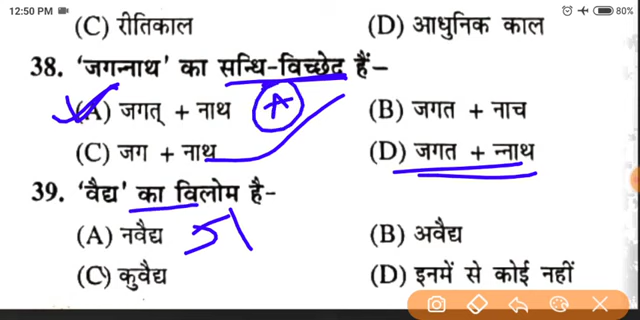 12:50 PM 80%
(C) रीतिकाल (D) आधुनिक काल
38. ‘जगन्नाथ’ का सन्धि-विच्छेद हैं-
(A) जगत् + नाथ A (B) जगत + नाच
(C) जग + नाथ (D) जगत + न्नाथ
39. ‘वैद्य’ का विलोम है-
(A) नवैद्य (B) अवैद्य
(C) कुवैद्य (D) इनमें से कोई नहीं